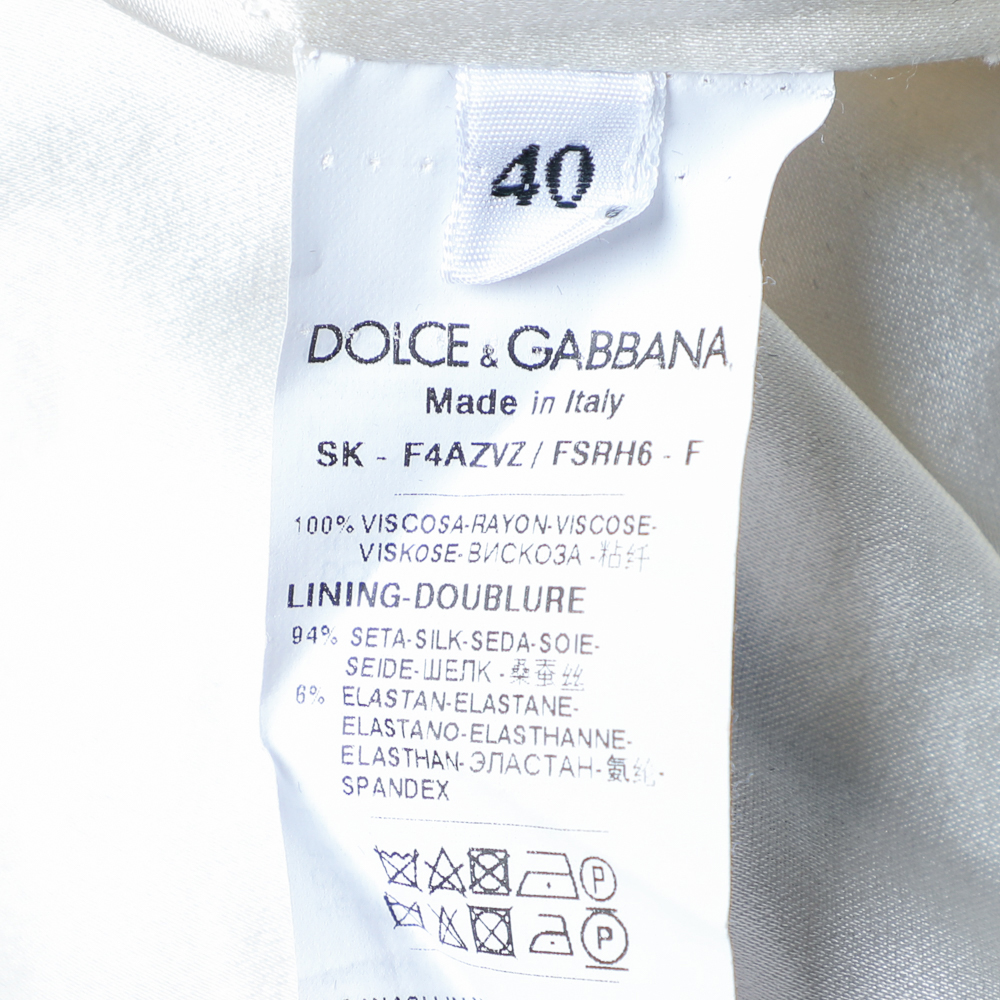 40
DOLCE & GABBANA
Made in Italy
SK - F4AZVZ / FSRH6 - F
100% VISCOSA-RAYON-VISCOSE-
VISKOSE-ВИСКОЗА -粘纤
LINING-DOUBLURE
94% SETA-SILK-SEDA-SOIE-
SEIDE-ШЕЛК -桑蚕丝
6% ELASTAN-ELASTANE-
ELASTANO-ELASTHANNE-
ELASTHAN-ЭЛАСТАН-氨纶-
SPANDEX
P
P